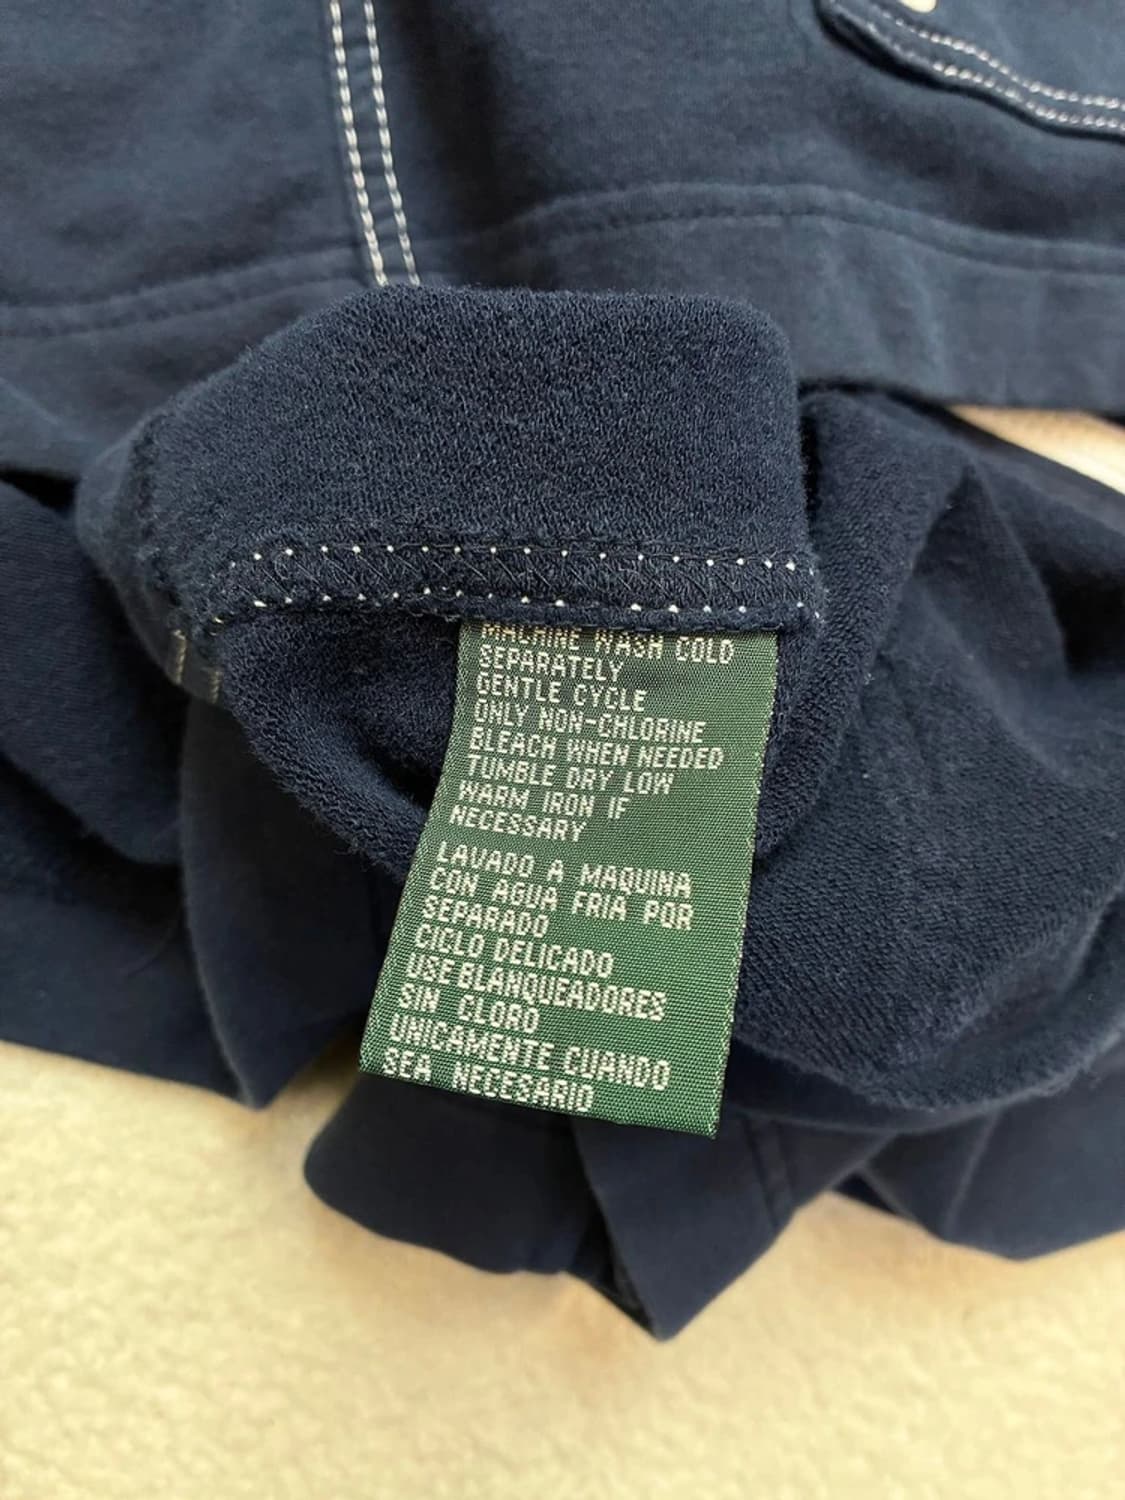 MACHINE WASH COLD
SEPARATELY
GENTLE CYCLE
ONLY NON-CHLORINE
BLEACH WHEN NEEDED
TUMBLE DRY LOW
WARM IRON IF
NECESSARY
LAVADO A MAQUINA
CON AGUA FRIA POR
SEPARADO
CICLO DELICADO
USE BLANQUEADORES
SIN CLORO
UNICAMENTE CUANDO
SEA NECESARIO